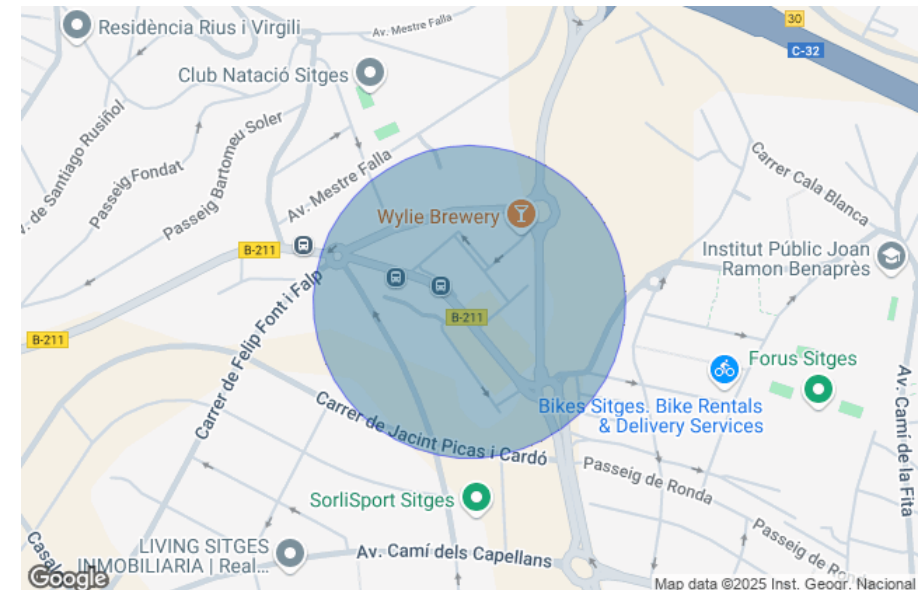 Residència Rius i Virgili
Av. Mestre Falla
30
C-32
Club Natació Sitges
de Santiago Rusiñol
Passeig Fondat
Passeig Bartomeu Soler
Av. Mestre Falla
Carrer Cala Blanca
Wylie Brewery
B-211
Institut Públic Joan
Ramon Benaprès
B-211
B-211
Carrer de Felip Font i Falp
Forus Sitges
Bikes Sitges. Bike Rentals
& Delivery Services
Av. Camí de la Fita
Carrer de Jacint Picas i Cardó
Passeig de Ronda
SorliSport Sitges
Passeig de Ronda
LIVING SITGES
INMOBILIARIA | Real...
Av. Camí dels Capellans
Google
Map data ©2025 Inst. Geogr. Nacional